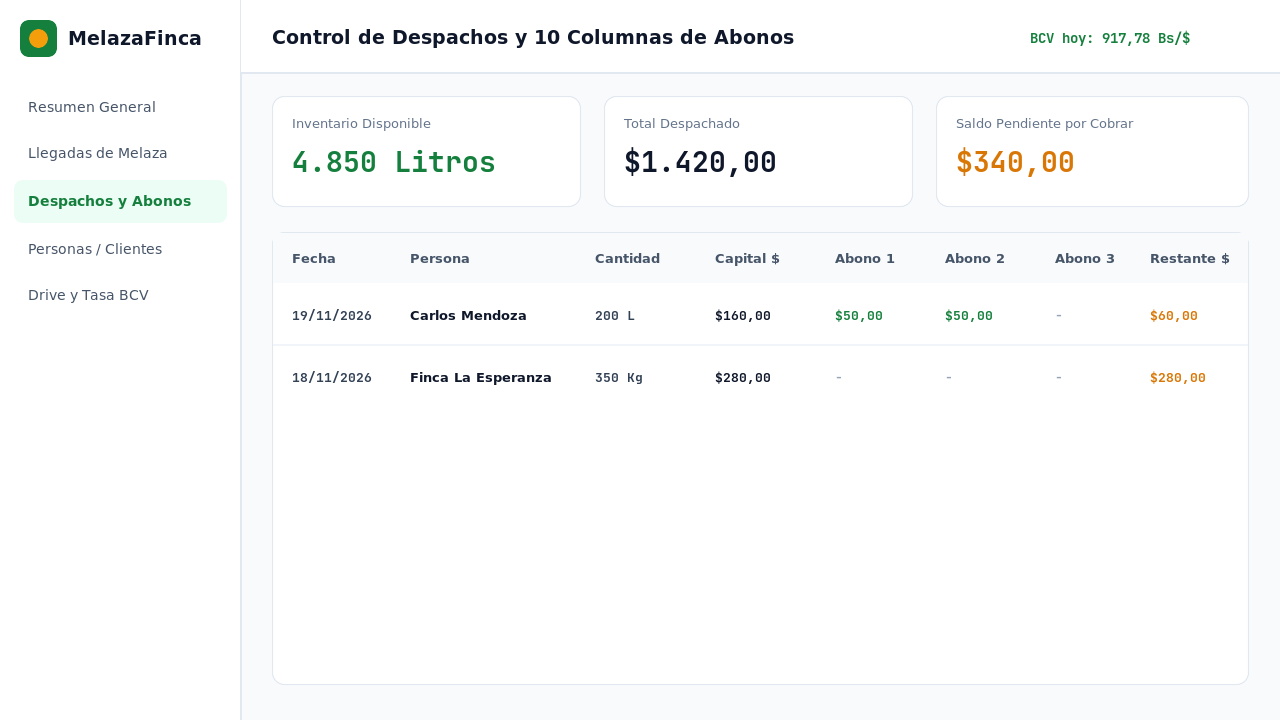 MelazaFinca
Resumen General
Llegadas de Melaza
Despachos y Abonos
Personas / Clientes
Drive y Tasa BCV
Control de Despachos y 10 Columnas de Abonos
BCV hoy: 917,78 Bs/$
Inventario Disponible
4.850 Litros
Total Despachado
$1.420,00
Saldo Pendiente por Cobrar
$340,00
Fecha Persona Cantidad Capital $ Abono 1 Abono 2 Abono 3 Restante $
19/11/2026 Carlos Mendoza 200 L $160,00 $50,00 $50,00 - $60,00
18/11/2026 Finca La Esperanza 350 Kg $280,00 - - - $280,00